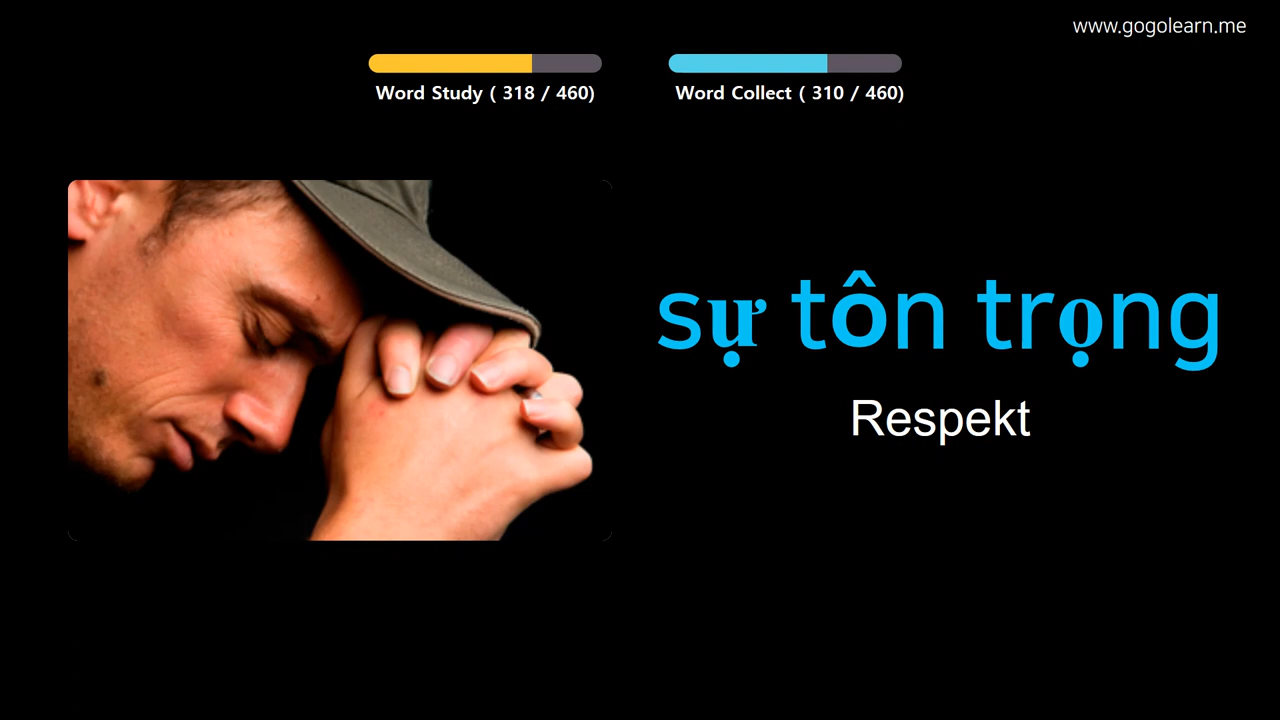 www.gogolearn.me
Word Study ( 318 / 460)
Word Collect ( 310 / 460)
sự tôn trọng
Respekt